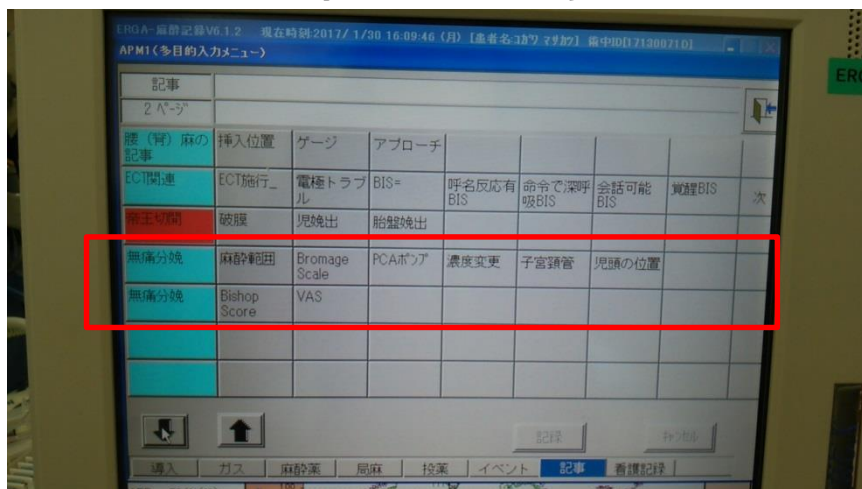 ERGA-麻酔記録V6.1.2 現在時刻:2017/ 1/30 16:09:46 (月) [患者名:ﾖｶﾜ ﾏｻｶﾂ] 術中ID[171300210]
APM1(多目的入力メニュー)
ERG
記事
2 ﾍﾟｰｼﾞ
腰(脊)麻の記事 挿入位置 ゲージ アプローチ
ECT関連 ECT施行_ 電極トラブル BIS= 呼名反応有BIS 命令で深呼吸BIS 会話可能BIS 覚醒BIS 次
帝王切開 破膜 児娩出 胎盤娩出
無痛分娩 麻酔範囲 Bromage Scale PCAﾎﾟﾝﾌﾟ 濃度変更 子宮頚管 児頭の位置
無痛分娩 Bishop Score VAS
記録 ｷｬﾝｾﾙ
導入 ガス 麻酔薬 局麻 投薬 イベント 記事 看護記録